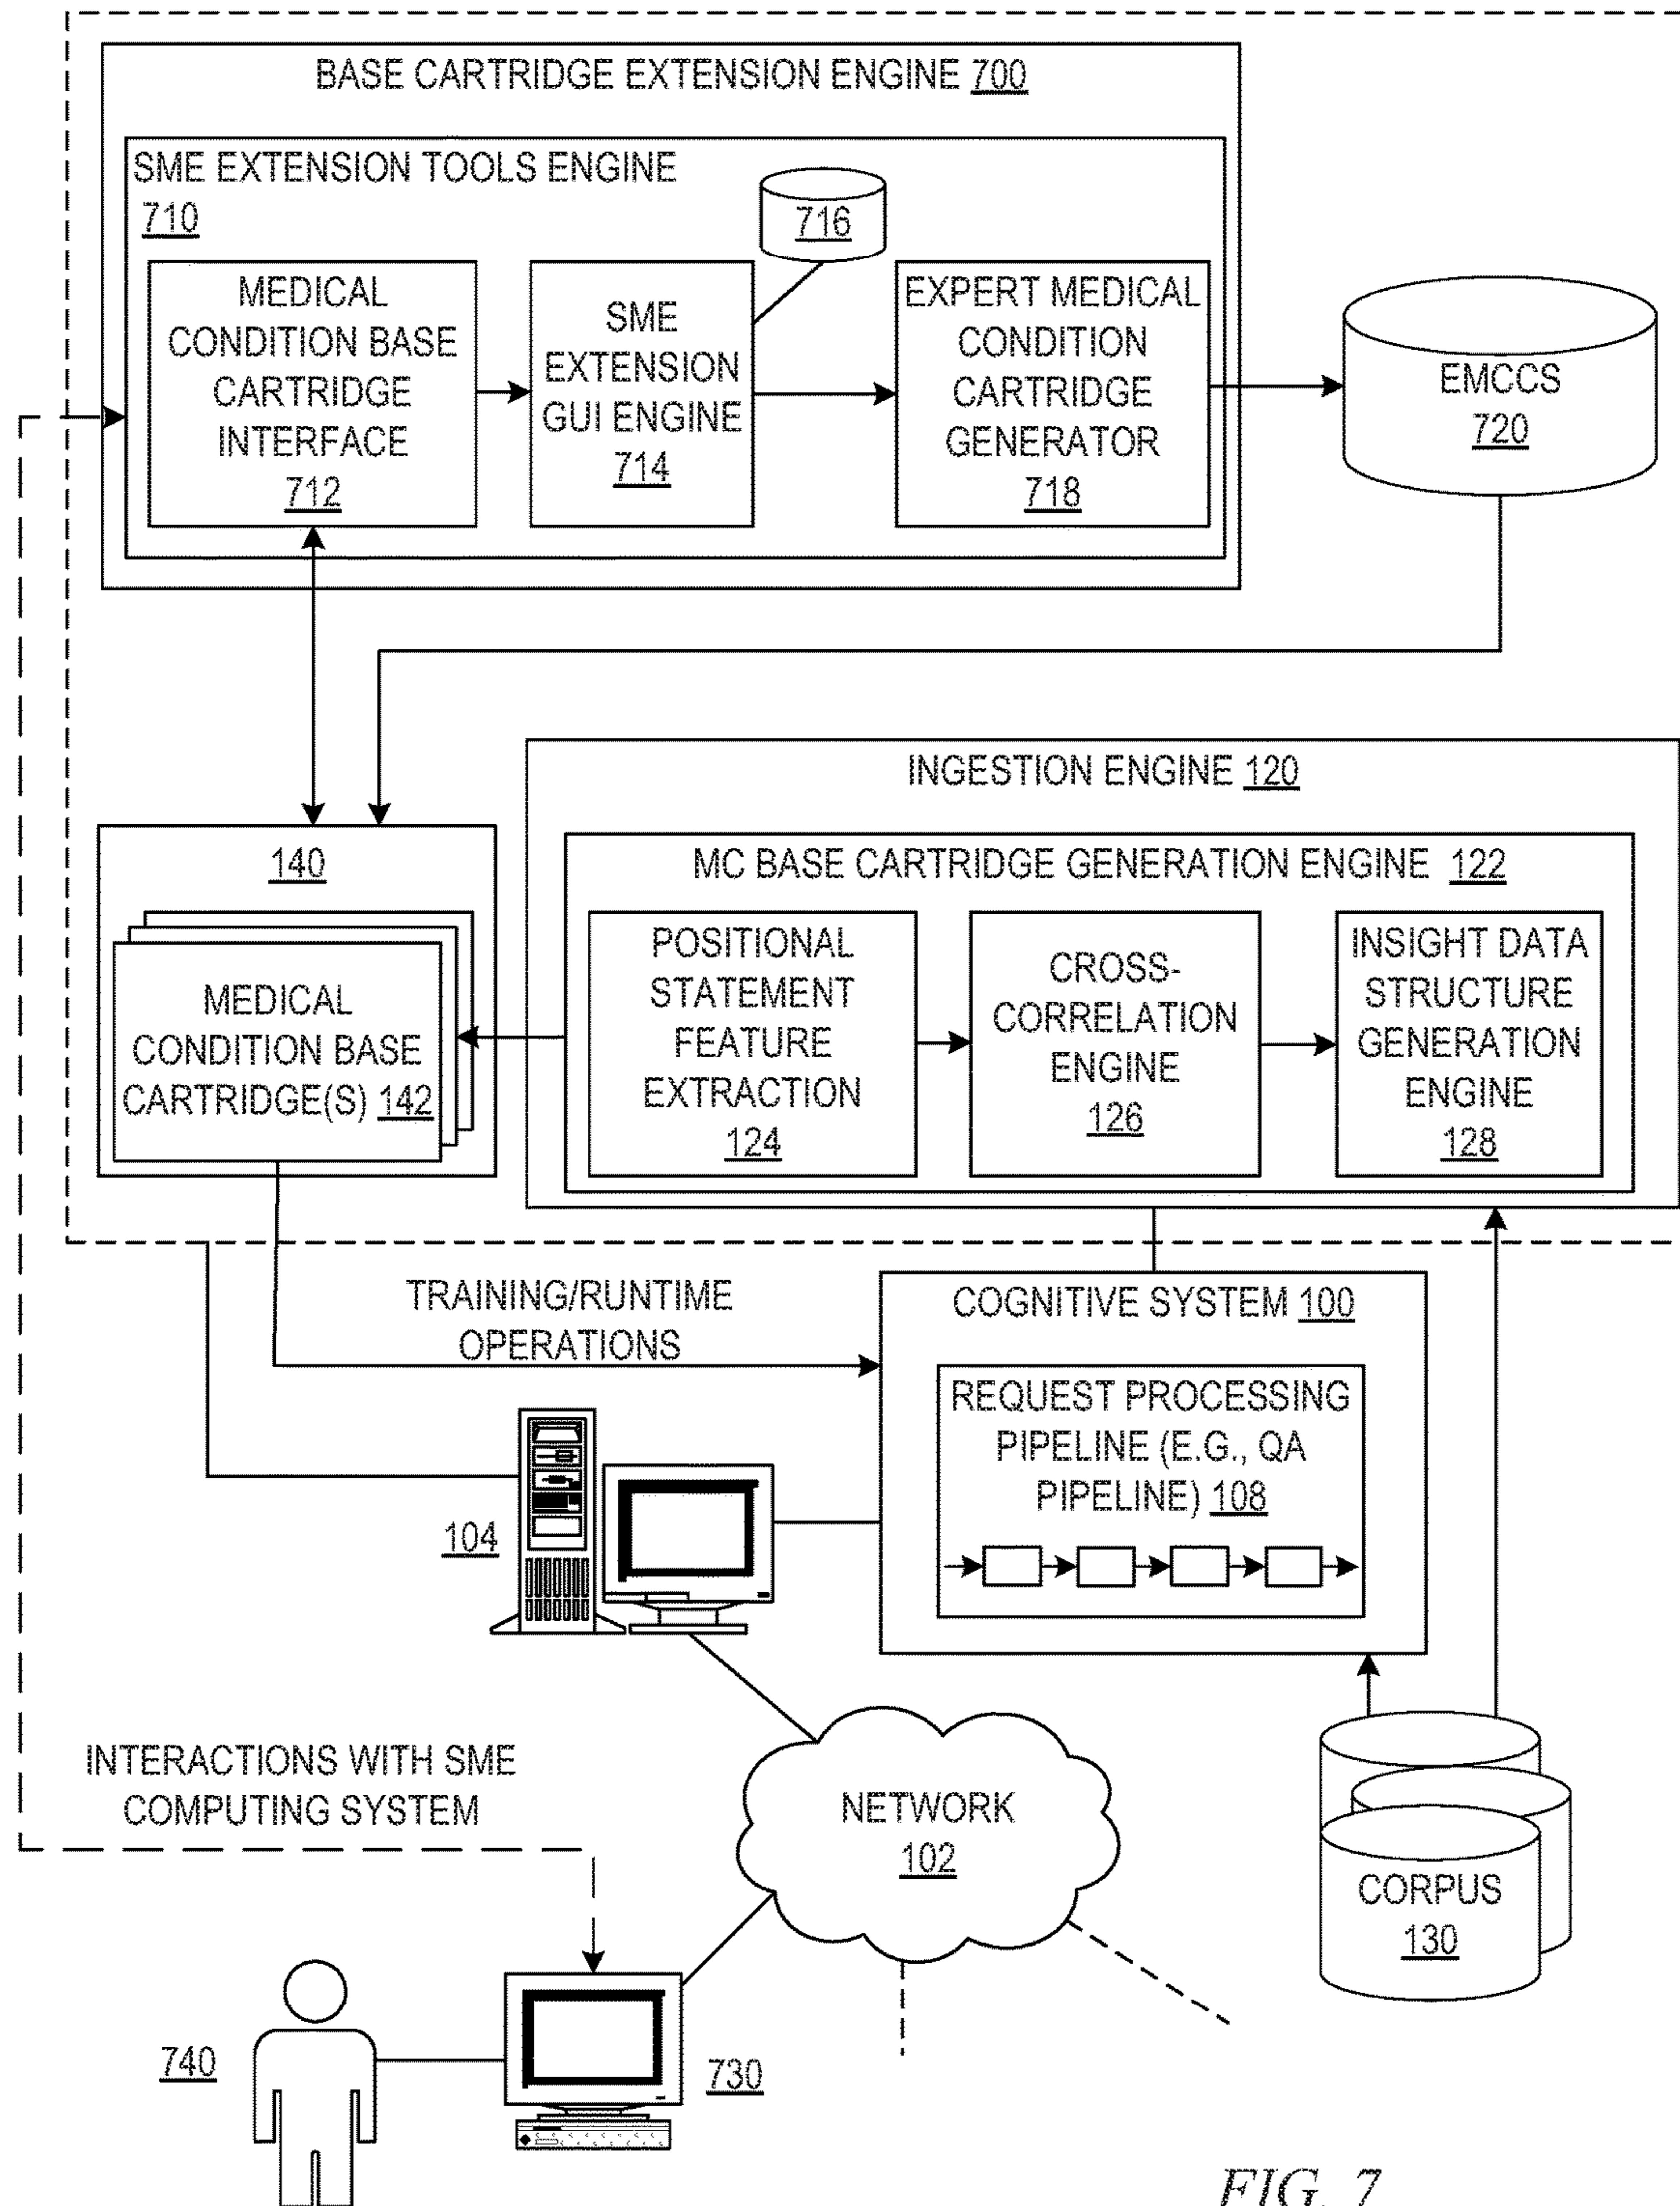 BASE CARTRIDGE EXTENSION ENGINE 700
SME EXTENSION TOOLS ENGINE
710
716
MEDICAL
CONDITION BASE
CARTRIDGE
INTERFACE
712
SME
EXTENSION
GUI ENGINE
714
EXPERT MEDICAL
CONDITION
CARTRIDGE
GENERATOR
718
EMCCS
720
INGESTION ENGINE 120
140
MC BASE CARTRIDGE GENERATION ENGINE 122
MEDICAL
CONDITION BASE
CARTRIDGE(S) 142
POSITIONAL
STATEMENT
FEATURE
EXTRACTION
124
CROSS-
CORRELATION
ENGINE
126
INSIGHT DATA
STRUCTURE
GENERATION
ENGINE
128
TRAINING/RUNTIME
OPERATIONS
COGNITIVE SYSTEM 100
REQUEST PROCESSING
PIPELINE (E.G., QA
PIPELINE) 108
104
INTERACTIONS WITH SME
COMPUTING SYSTEM
NETWORK
102
CORPUS
130
740
730
FIG. 7